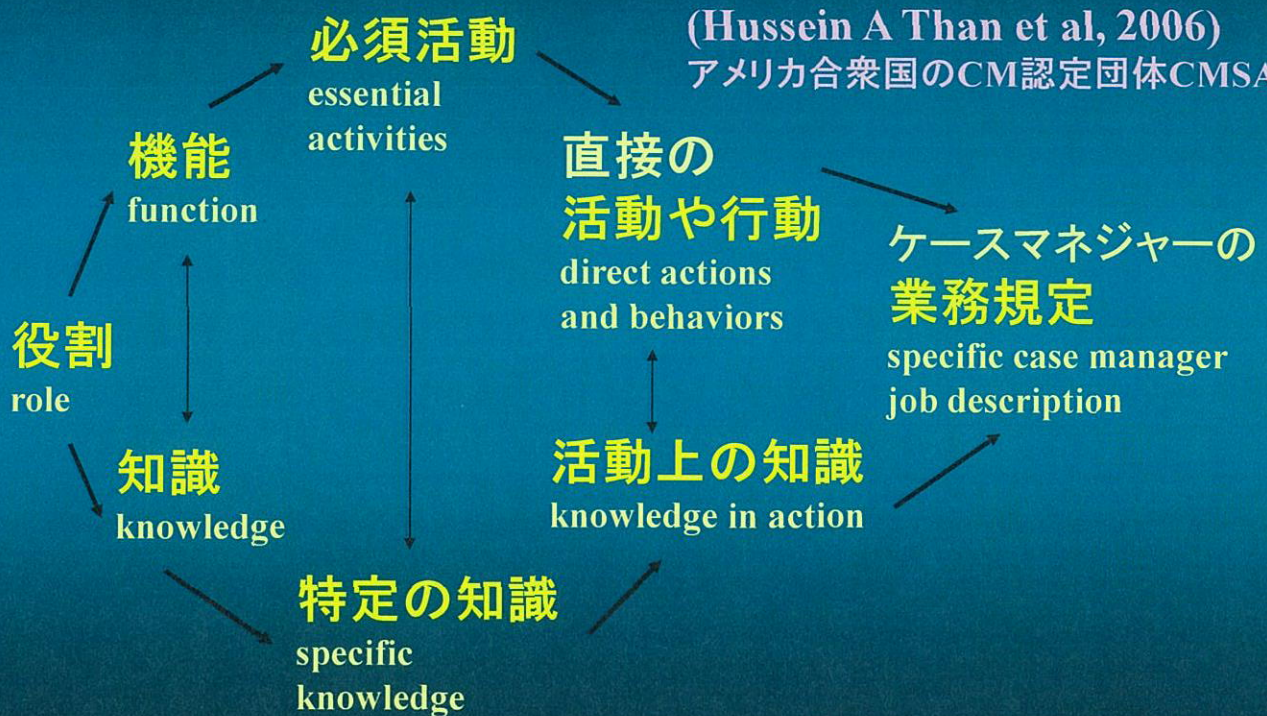 (Hussein A Than et al, 2006)
アメリカ合衆国のCM認定団体CMSA
必須活動
essential
activities
機能
function
直接の
活動や行動
direct actions
and behaviors
ケースマネジャーの
業務規定
specific case manager
job description
役割
role
知識
knowledge
活動上の知識
knowledge in action
特定の知識
specific
knowledge